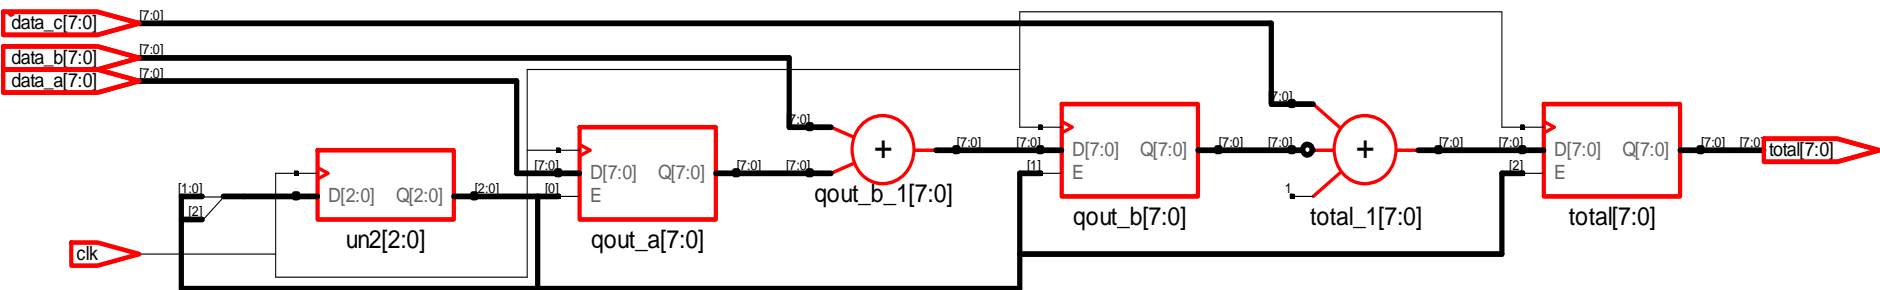 data_c[7:0]
[7:0]
data_b[7:0]
[7:0]
data_a[7:0]
[7:0]
clk
[1:0]
[2]
D[2:0] Q[2:0]
un2[2:0]
[2:0]
[0]
[7:0]
D[7:0] Q[7:0]
E
qout_a[7:0]
[7:0]
[7:0]
[7:0]
+
qout_b_1[7:0]
[7:0]
[7:0]
[1]
D[7:0] Q[7:0]
E
qout_b[7:0]
[7:0]
[7:0]
[7:0]
1
+
total_1[7:0]
[7:0]
[7:0]
[2]
D[7:0] Q[7:0]
E
total[7:0]
[7:0]
[7:0]
total[7:0]